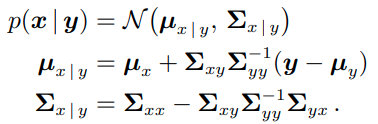 p(x | y) = 𝒩(μ_{x | y}, Σ_{x | y})
μ_{x | y} = μ_x + Σ_{xy}Σ_{yy}^{-1}(y − μ_y)
Σ_{x | y} = Σ_{xx} − Σ_{xy}Σ_{yy}^{-1}Σ_{yx} .